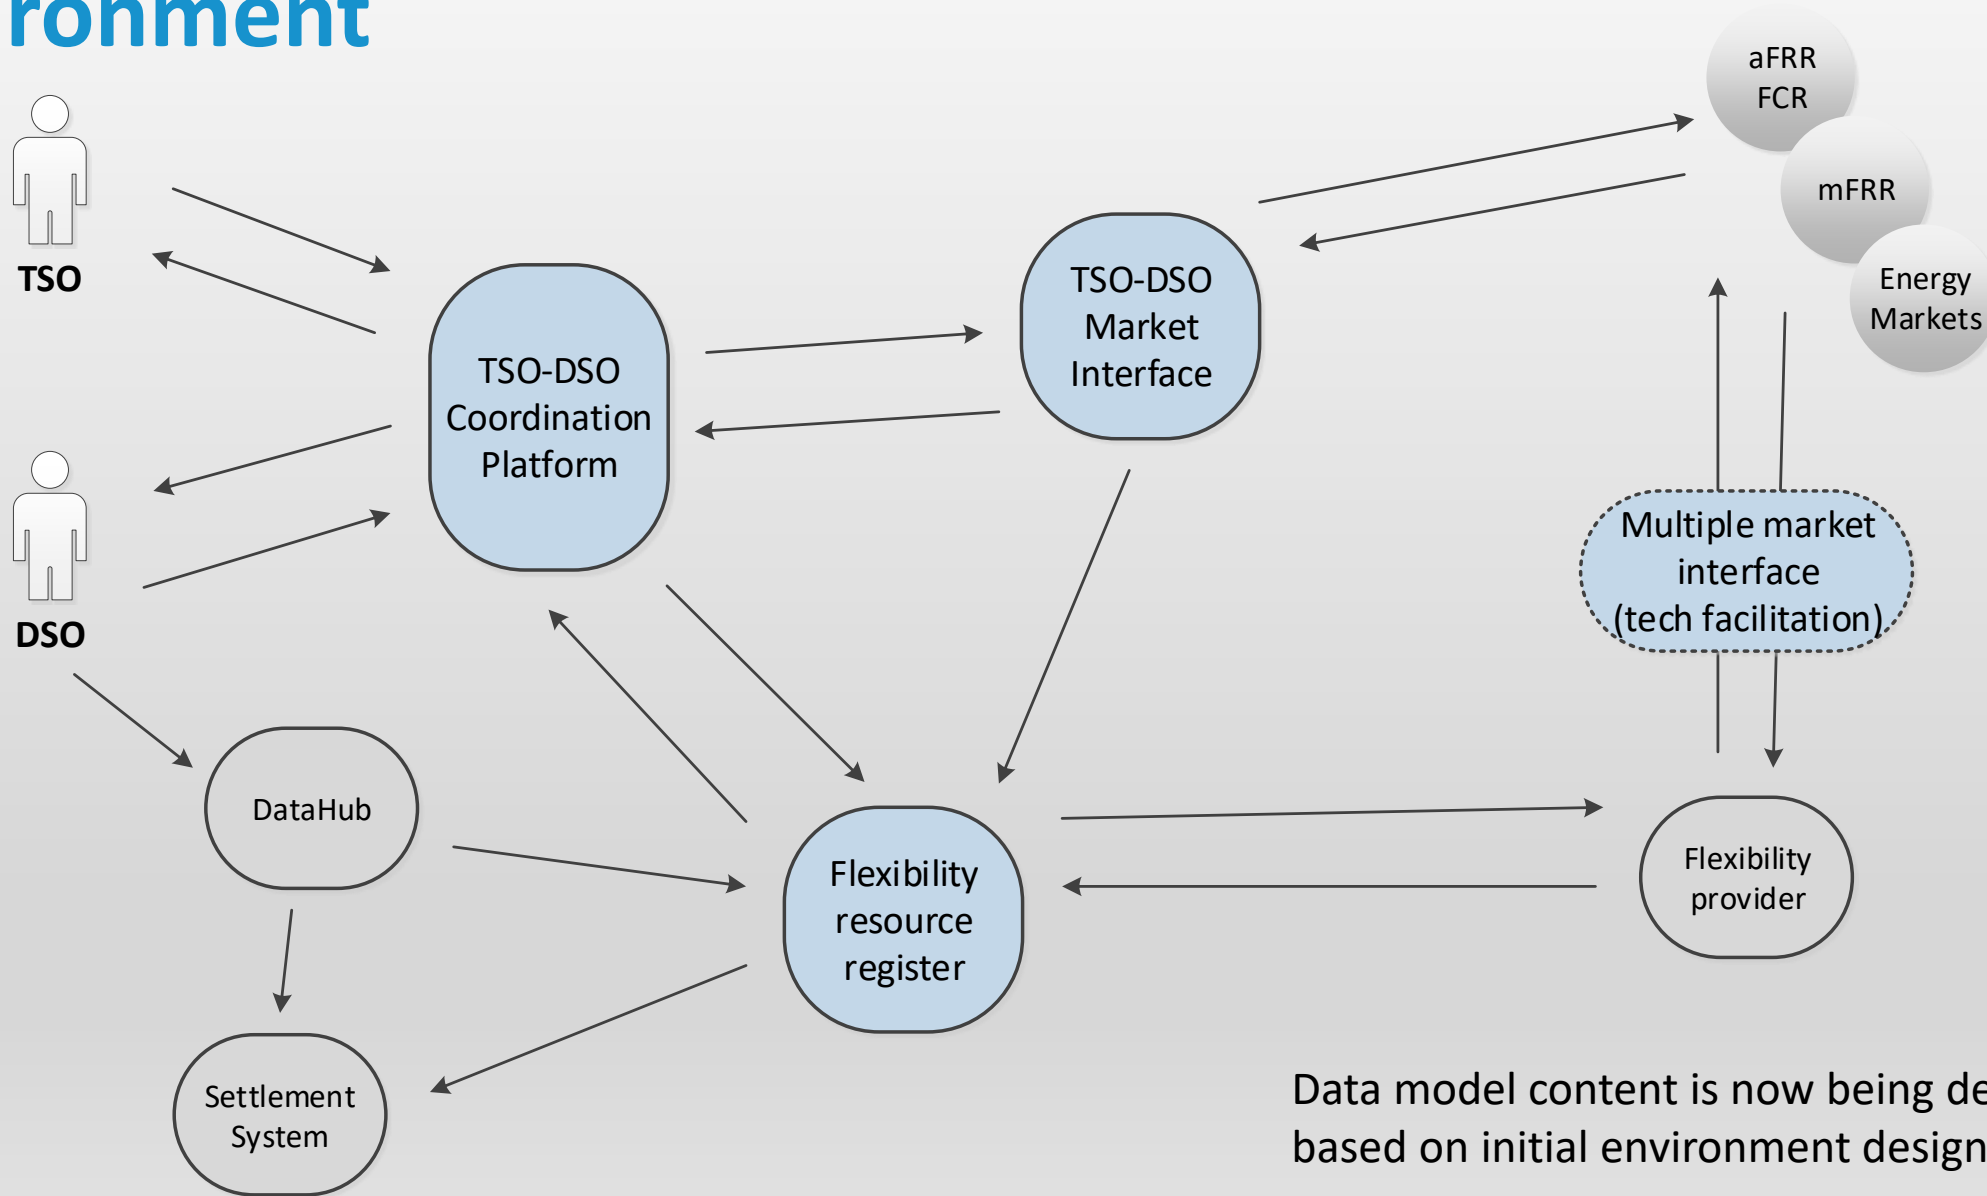 ronment
aFRR
FCR
mFRR
Energy
Markets
TSO
TSO-DSO
Market
Interface
TSO-DSO
Coordination
Platform
Multiple market
interface
(tech facilitation)
DSO
DataHub
Flexibility
resource
register
Flexibility
provider
Settlement
System
Data model content is now being de
based on initial environment design